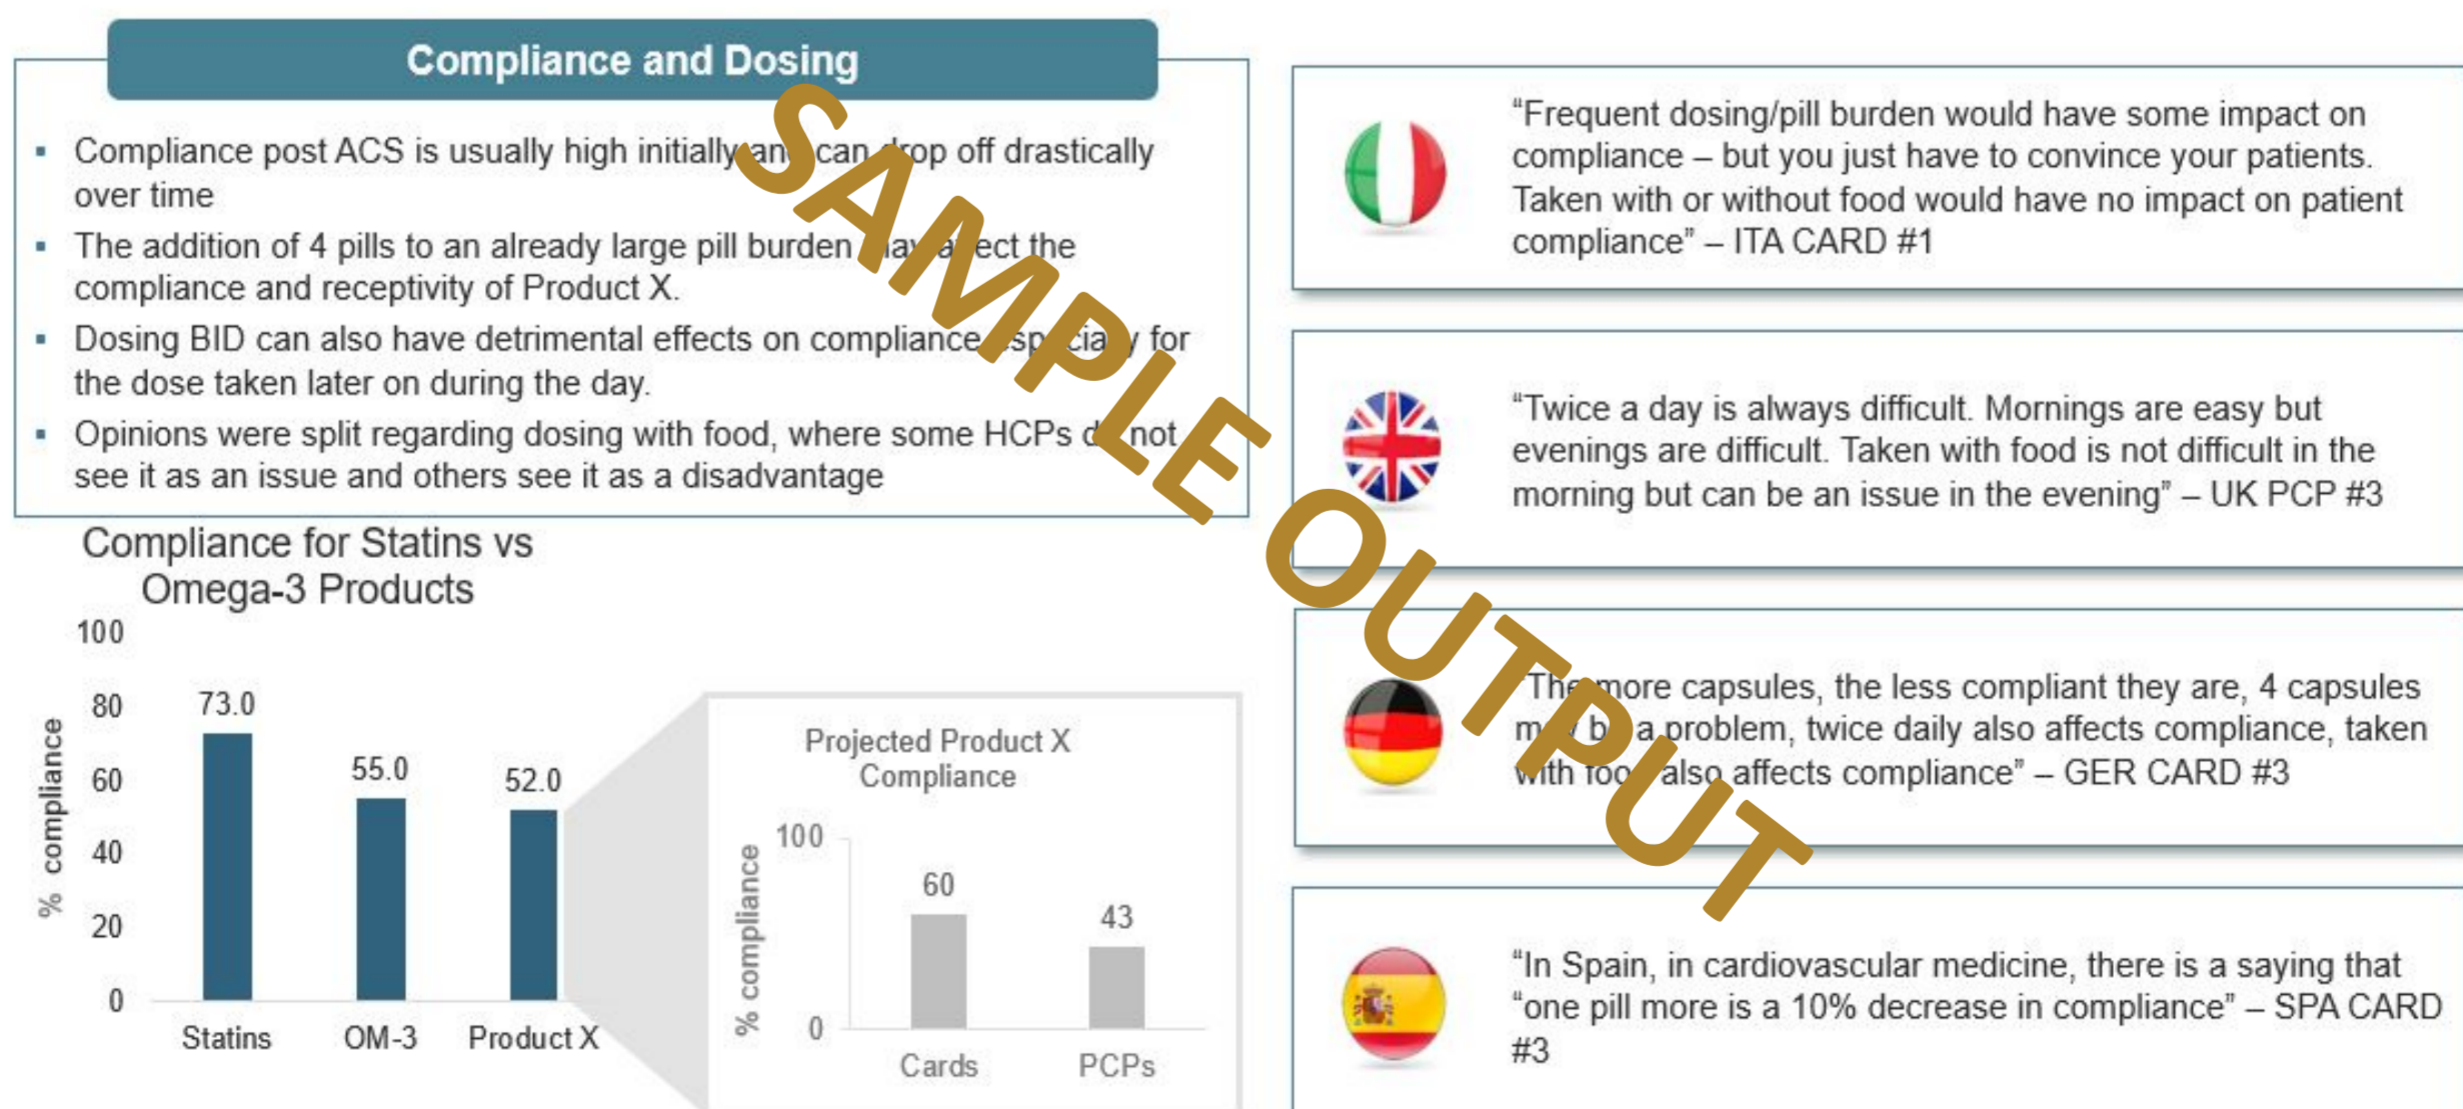 Compliance and Dosing
Compliance post ACS is usually high initially and can drop off drastically
over time
The addition of 4 pills to an already large pill burden may affect the
compliance and receptivity of Product X.
Dosing BID can also have detrimental effects on compliance especially for
the dose taken later on during the day.
Opinions were split regarding dosing with food, where some HCPs do not
see it as an issue and others see it as a disadvantage
Compliance for Statins vs
Omega-3 Products
% compliance
100
80
60
40
20
0
73.0
55.0
52.0
Statins
OM-3
Product X
Projected Product X
Compliance
% compliance
100
0
60
43
Cards
PCPs
“Frequent dosing/pill burden would have some impact on
compliance – but you just have to convince your patients.
Taken with or without food would have no impact on patient
compliance” – ITA CARD #1
“Twice a day is always difficult. Mornings are easy but
evenings are difficult. Taken with food is not difficult in the
morning but can be an issue in the evening” – UK PCP #3
“The more capsules, the less compliant they are, 4 capsules
may be a problem, twice daily also affects compliance, taken
with food also affects compliance” – GER CARD #3
“In Spain, in cardiovascular medicine, there is a saying that
“one pill more is a 10% decrease in compliance” – SPA CARD
#3
SAMPLE OUTPUT